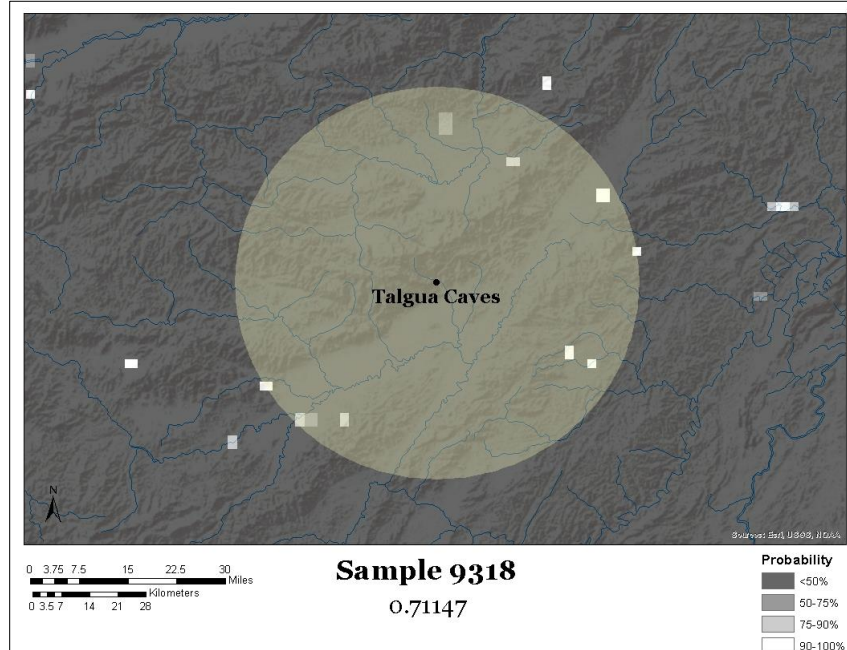 Talgua Caves
N
Sources: Esri, USGS, NOAA
0 3.75 7.5 15 22.5 30
Miles
Kilometers
0 3.5 7 14 21 28
Sample 9318
0.71147
Probability
<50%
50-75%
75-90%
90-100%